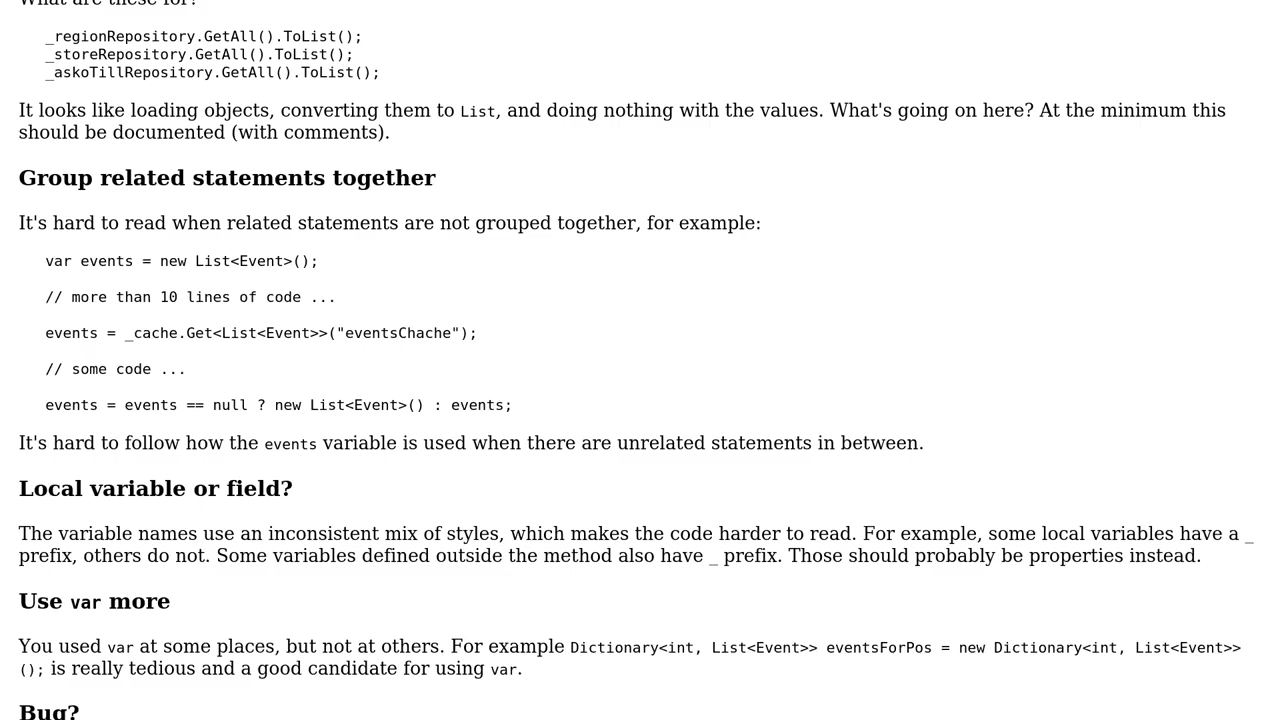 What are these for?
_regionRepository.GetAll().ToList();
_storeRepository.GetAll().ToList();
_askoTillRepository.GetAll().ToList();
It looks like loading objects, converting them to List, and doing nothing with the values. What's going on here? At the minimum this
should be documented (with comments).
Group related statements together
It's hard to read when related statements are not grouped together, for example:
var events = new List<Event>();
// more than 10 lines of code ...
events = _cache.Get<List<Event>>("eventsChache");
// some code ...
events = events == null ? new List<Event>() : events;
It's hard to follow how the events variable is used when there are unrelated statements in between.
Local variable or field?
The variable names use an inconsistent mix of styles, which makes the code harder to read. For example, some local variables have a _
prefix, others do not. Some variables defined outside the method also have _ prefix. Those should probably be properties instead.
Use var more
You used var at some places, but not at others. For example Dictionary<int, List<Event>> eventsForPos = new Dictionary<int, List<Event>>
(); is really tedious and a good candidate for using var.
Bug?